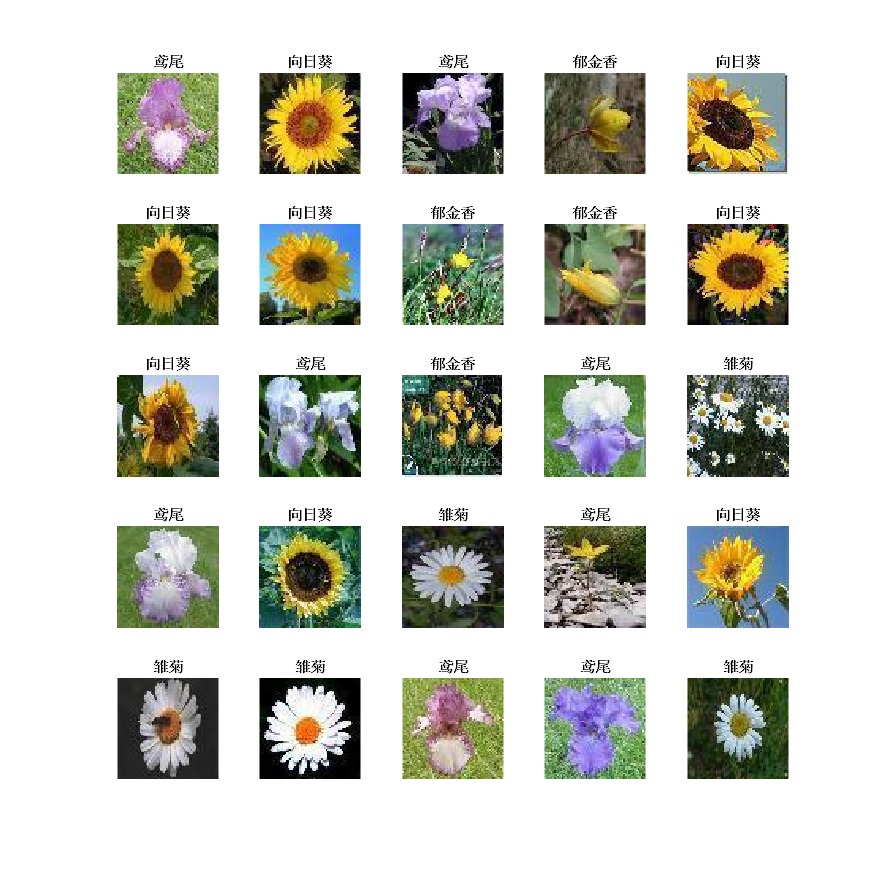 鸢尾 向日葵 鸢尾 郁金香 向日葵
向日葵 向日葵 郁金香 郁金香 向日葵
向日葵 鸢尾 郁金香 鸢尾 雏菊
鸢尾 向日葵 雏菊 鸢尾 向日葵
雏菊 雏菊 鸢尾 鸢尾 雏菊